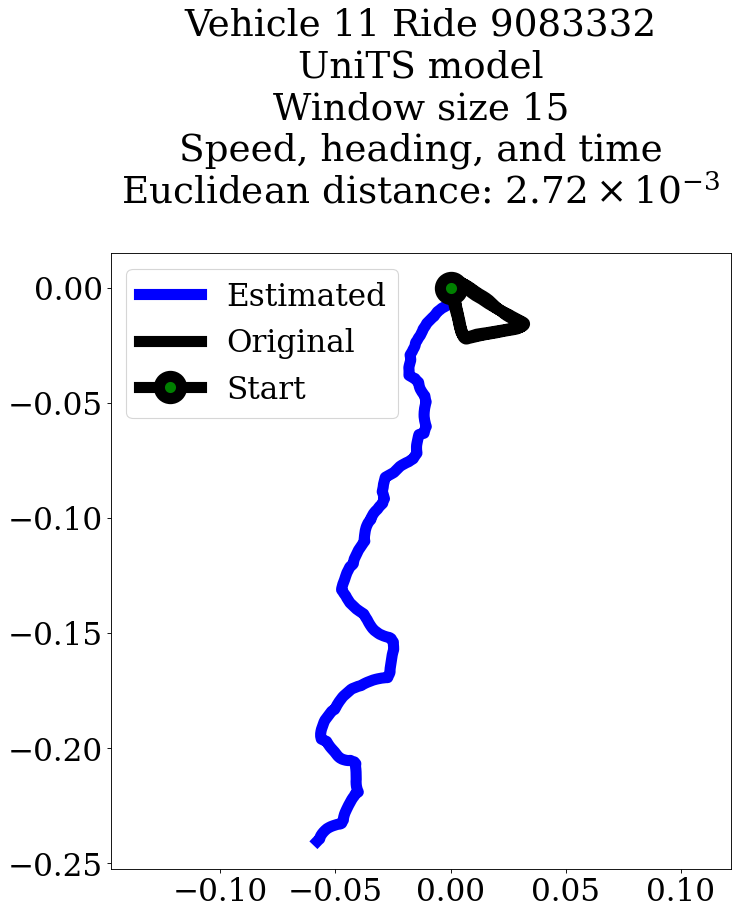 Vehicle 11 Ride 9083332
UniTS model
Window size 15
Speed, heading, and time
Euclidean distance: 2.72 × 10⁻³
Estimated
Original
Start
0.00
−0.05
−0.10
−0.15
−0.20
−0.25
−0.10 −0.05 0.00 0.05 0.10